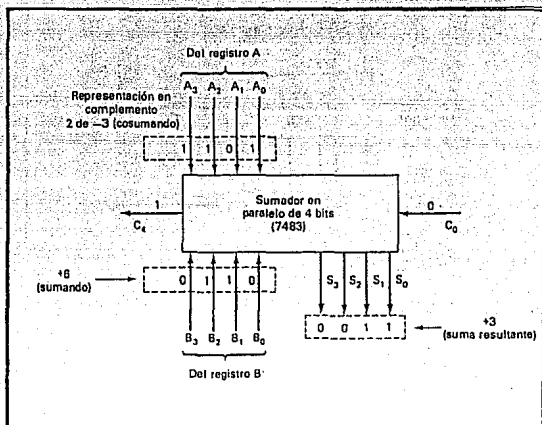 Del registro A
A₃ A₂ A₁ A₀
Representación en
complemento
2 de −3 (cosumando)
1 1 0 1
Sumador en
paralelo de 4 bits
(7483)
1
C₄
0
C₀
+6
(sumando)
0 1 1 0
S₃ S₂ S₁ S₀
0 0 1 1
+3
(suma resultante)
B₃ B₂ B₁ B₀
Del registro B